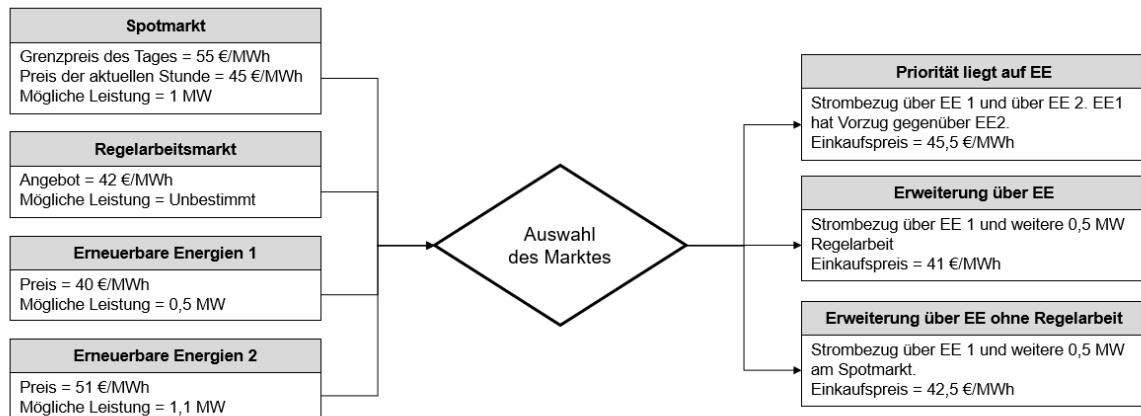 Spotmarkt
Grenzpreis des Tages = 55 €/MWh
Preis der aktuellen Stunde = 45 €/MWh
Mögliche Leistung = 1 MW
Regelarbeitsmarkt
Angebot = 42 €/MWh
Mögliche Leistung = Unbestimmt
Erneuerbare Energien 1
Preis = 40 €/MWh
Mögliche Leistung = 0,5 MW
Erneuerbare Energien 2
Preis = 51 €/MWh
Mögliche Leistung = 1,1 MW
Auswahl
des Marktes
Priorität liegt auf EE
Strombezug über EE 1 und über EE 2. EE1
hat Vorzug gegenüber EE2.
Einkaufspreis = 45,5 €/MWh
Erweiterung über EE
Strombezug über EE 1 und weitere 0,5 MW
Regelarbeit
Einkaufspreis = 41 €/MWh
Erweiterung über EE ohne Regelarbeit
Strombezug über EE 1 und weitere 0,5 MW
am Spotmarkt.
Einkaufspreis = 42,5 €/MWh